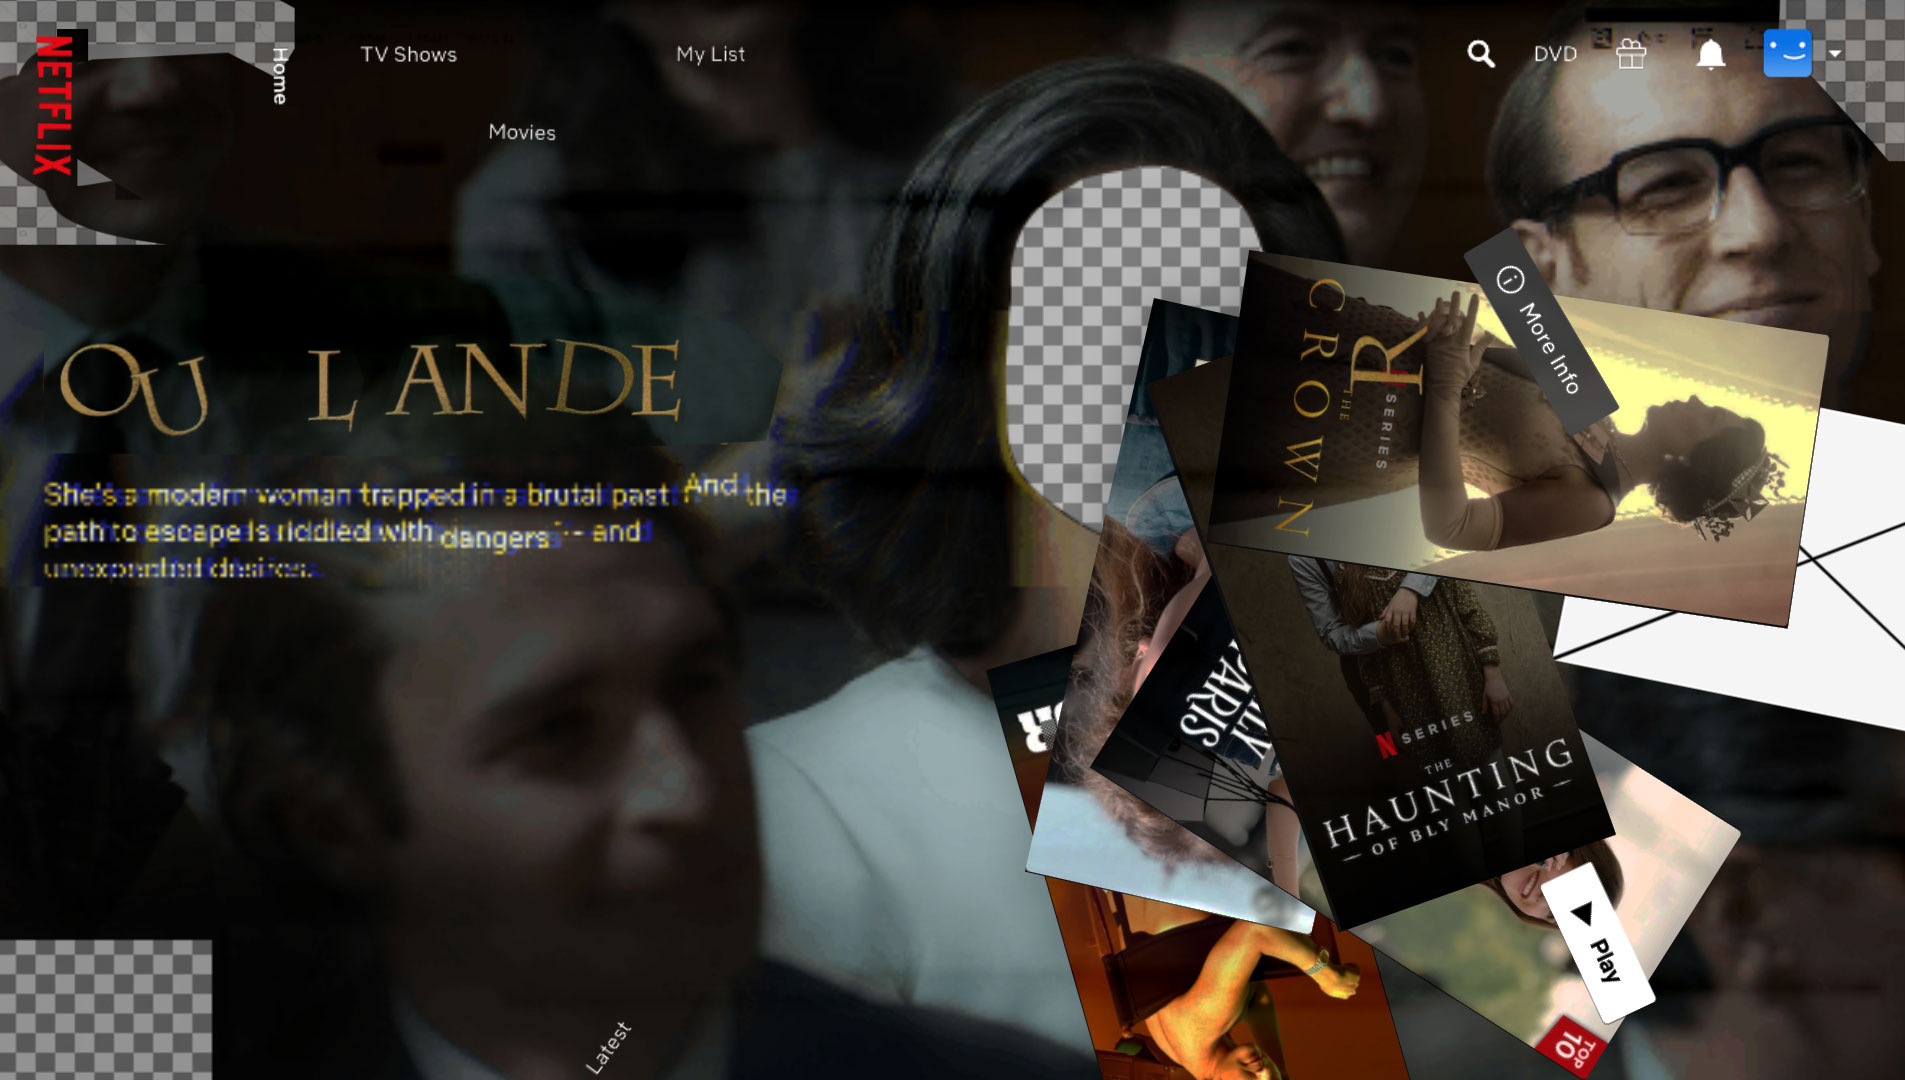 NETFLIX
Home
TV Shows
Movies
My List
DVD
OU LANDE
She's a modern woman trapped in a brutal past And the
path to escape is riddled with dangers -- and
unexpected desires.
More Info
THE
CROWN
R
SERIES
PARIS
N SERIES
THE
HAUNTING
OF BLY MANOR
Play
TOP
10
Latest